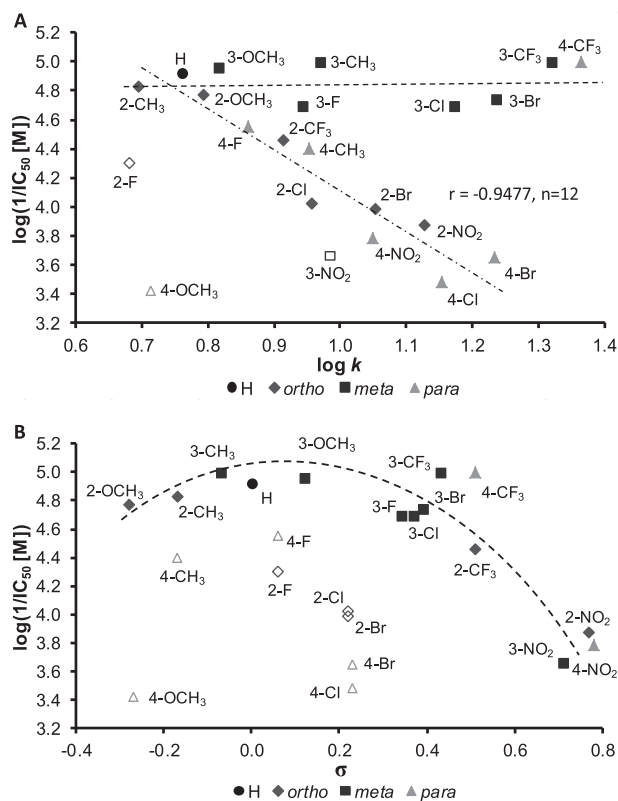 A
log(1/IC₅₀ [M])
5.2
5.0
4.8
4.6
4.4
4.2
4.0
3.8
3.6
3.4
3.2
H
3-OCH₃
3-CH₃
3-CF₃
4-CF₃
2-CH₃
2-OCH₃
3-F
3-Cl
3-Br
4-F
2-CF₃
4-CH₃
2-F
2-Cl
2-Br
r = -0.9477, n=12
2-NO₂
4-NO₂
3-NO₂
4-Br
4-OCH₃
4-Cl
0.6 0.7 0.8 0.9 1.0 1.1 1.2 1.3 1.4
log k
H ortho meta para
B
log(1/IC₅₀ [M])
5.2
5.0
4.8
4.6
4.4
4.2
4.0
3.8
3.6
3.4
3.2
3-CH₃
3-OCH₃
3-CF₃
2-OCH₃
2-CH₃
H
4-CF₃
3-F
3-Br
3-Cl
4-F
4-CH₃
2-F
2-CF₃
2-Cl
2-Br
2-NO₂
3-NO₂
4-NO₂
4-Br
4-OCH₃
4-Cl
-0.4 -0.2 0.0 0.2 0.4 0.6 0.8
σ
H ortho meta para